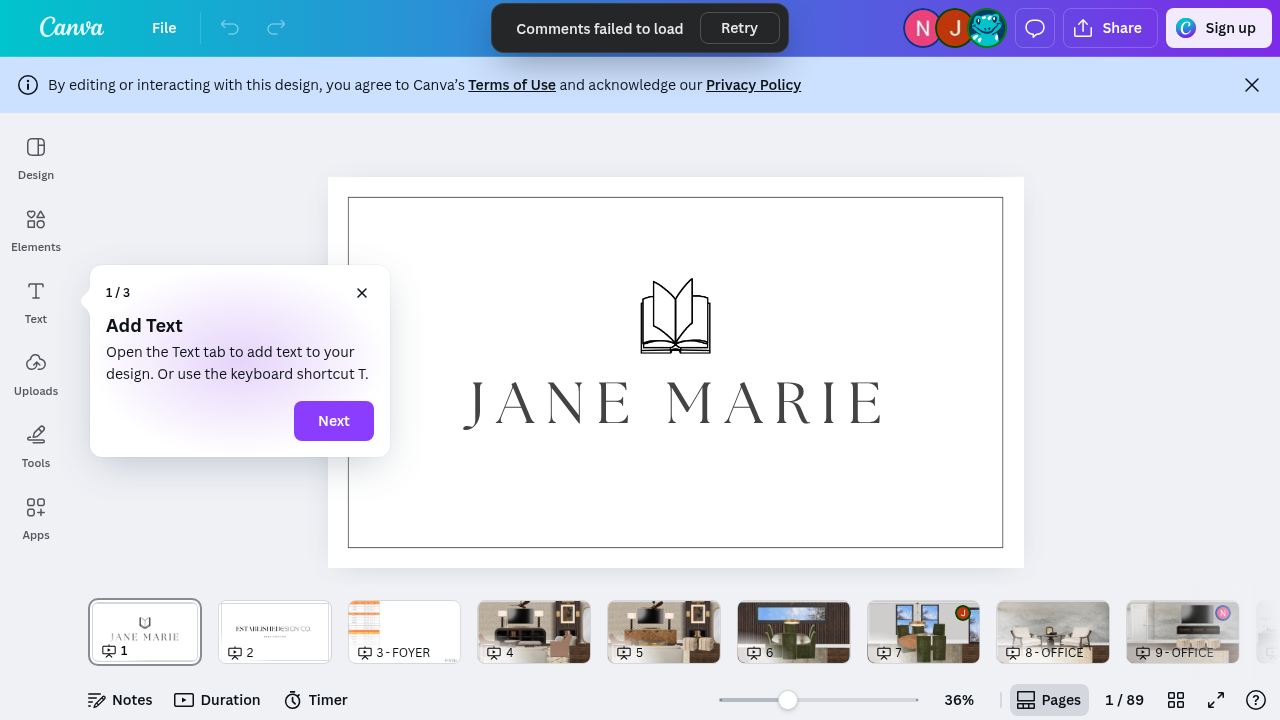 Canva
File
Comments failed to load
Retry
N
J
Share
Sign up
By editing or interacting with this design, you agree to Canva's Terms of Use and acknowledge our Privacy Policy
Design
Elements
Text
Uploads
Tools
Apps
1 / 3
Add Text
Open the Text tab to add text to your
design. Or use the keyboard shortcut T.
Next
JANE MARIE
JANE MARIE
1
ESTABLISHEDESIGN CO.
2
3 - FOYER
4
5
6
J
7
8 - OFFICE
N
9 - OFFICE
Notes
Duration
Timer
36%
Pages
1 / 89